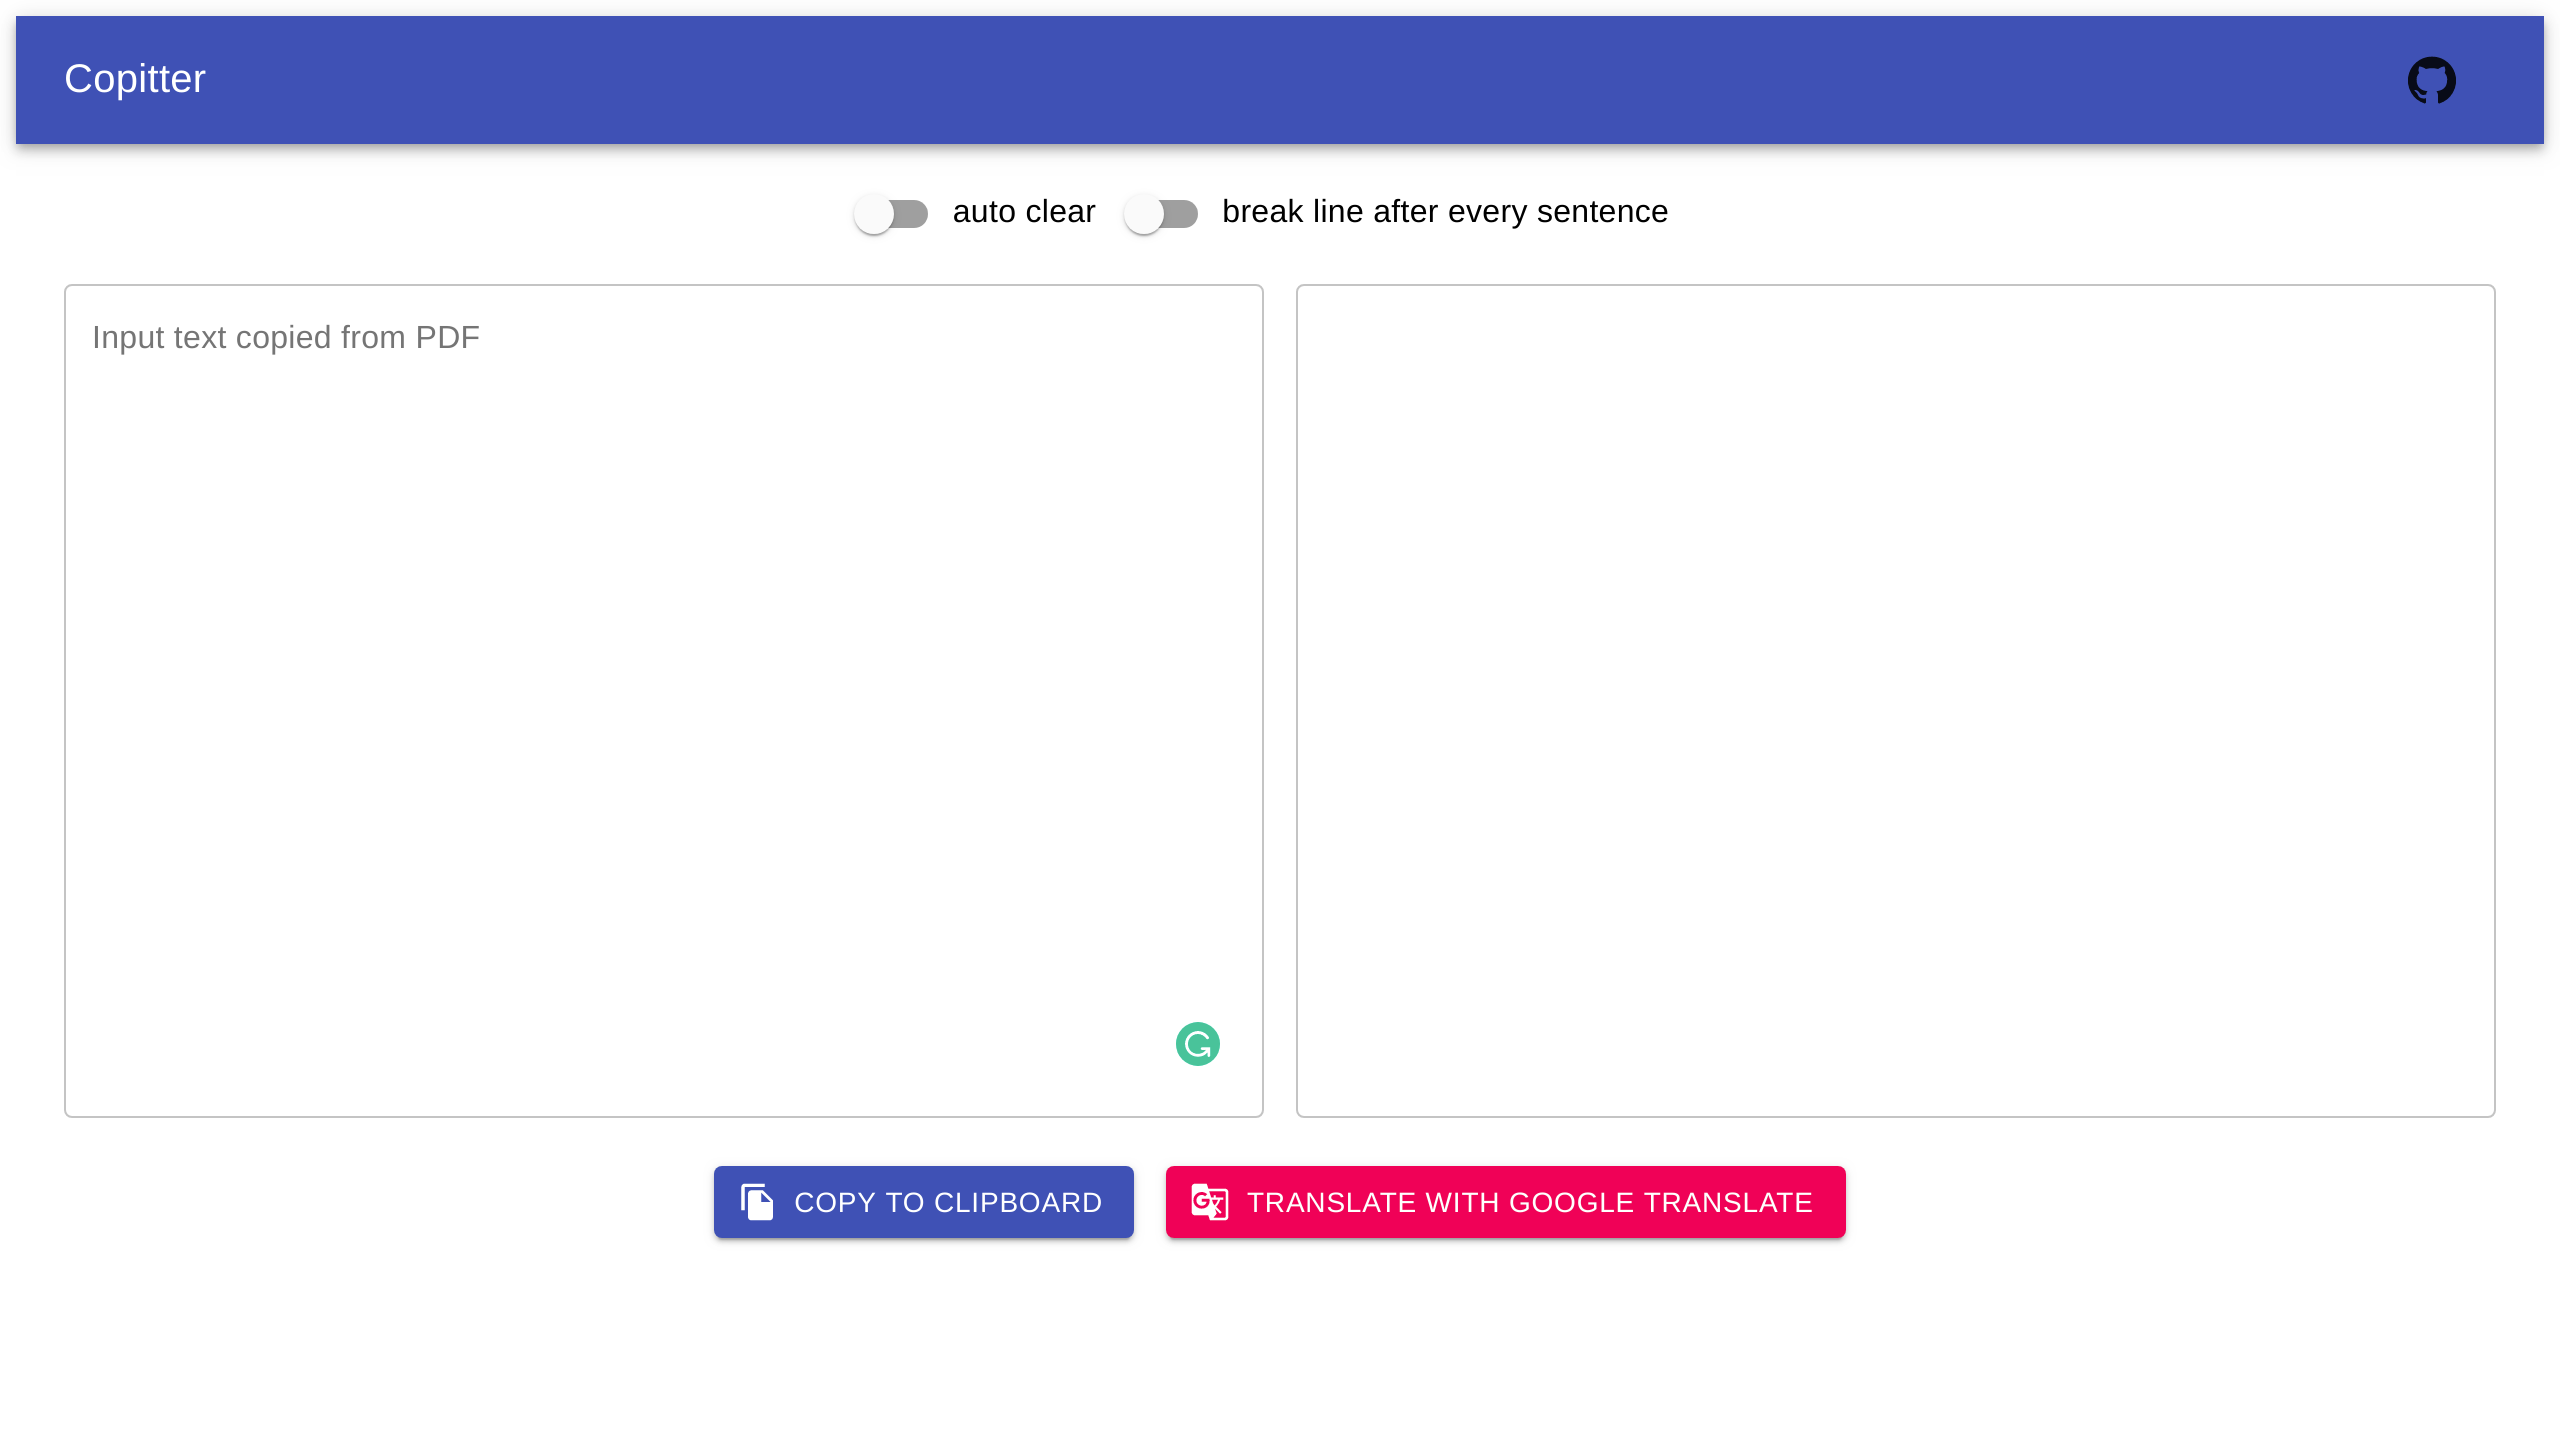 Copitter
auto clear break line after every sentence
Input text copied from PDF
COPY TO CLIPBOARD TRANSLATE WITH GOOGLE TRANSLATE